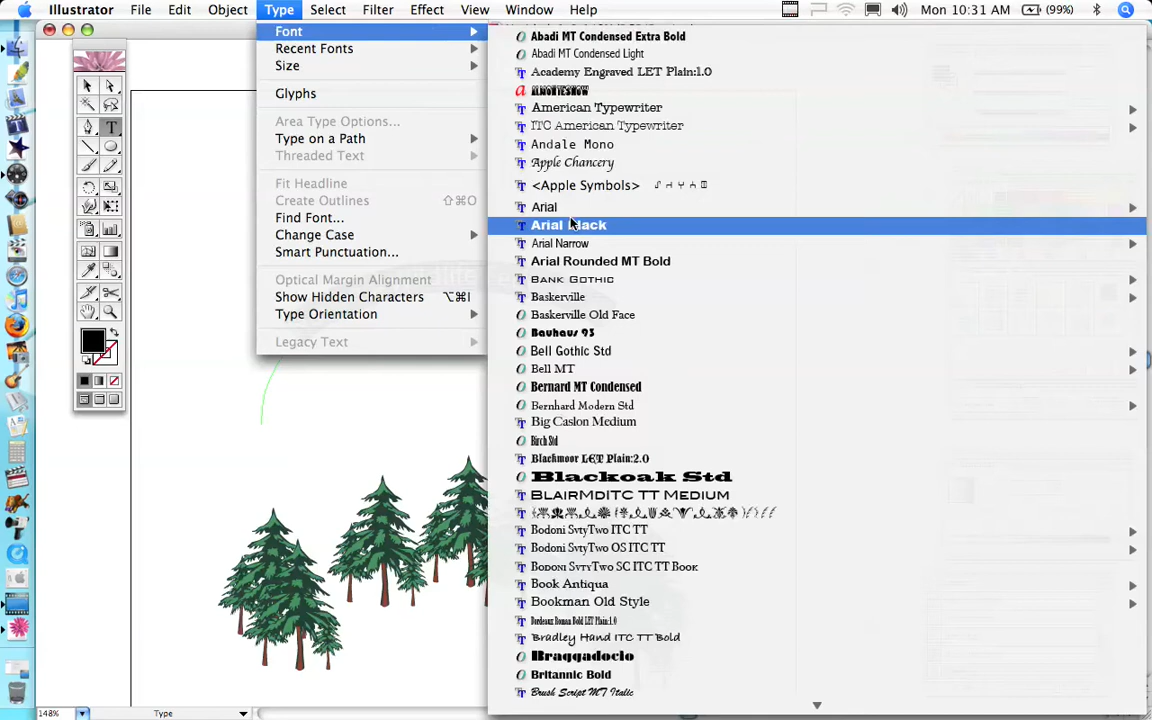 Illustrator File Edit Object Type Select Filter Effect View Window Help (99%) Mon 10:31 AM
Font
Recent Fonts
Size
Glyphs
Area Type Options...
Type on a Path
Threaded Text
Fit Headline
Create Outlines ⇧⌘O
Find Font...
Change Case
Smart Punctuation...
Optical Margin Alignment
Show Hidden Characters ⌥⌘I
Type Orientation
Legacy Text
Abadi MT Condensed Extra Bold
Abadi MT Condensed Light
Academy Engraved LET Plain:1.0
American Typewriter
ITC American Typewriter
Andale Mono
Apple Chancery
<Apple Symbols>
Arial
Arial Black
Arial Narrow
Arial Rounded MT Bold
Bank Gothic
Baskerville
Baskerville Old Face
Bauhaus 93
Bell Gothic Std
Bell MT
Bernard MT Condensed
Bernhard Modern Std
Big Caslon Medium
Birch Std
Blackmoor LET Plain:2.0
Blackoak Std
BlairMdITC TT Medium
Bodoni SvtyTwo ITC TT
Bodoni SvtyTwo OS ITC TT
Bodoni SvtyTwo SC ITC TT Book
Book Antiqua
Bookman Old Style
Bordeaux Roman Bold LET Plain:1.0
Bradley Hand ITC TT Bold
Braggadocio
Britannic Bold
Brush Script MT Italic
148% Type